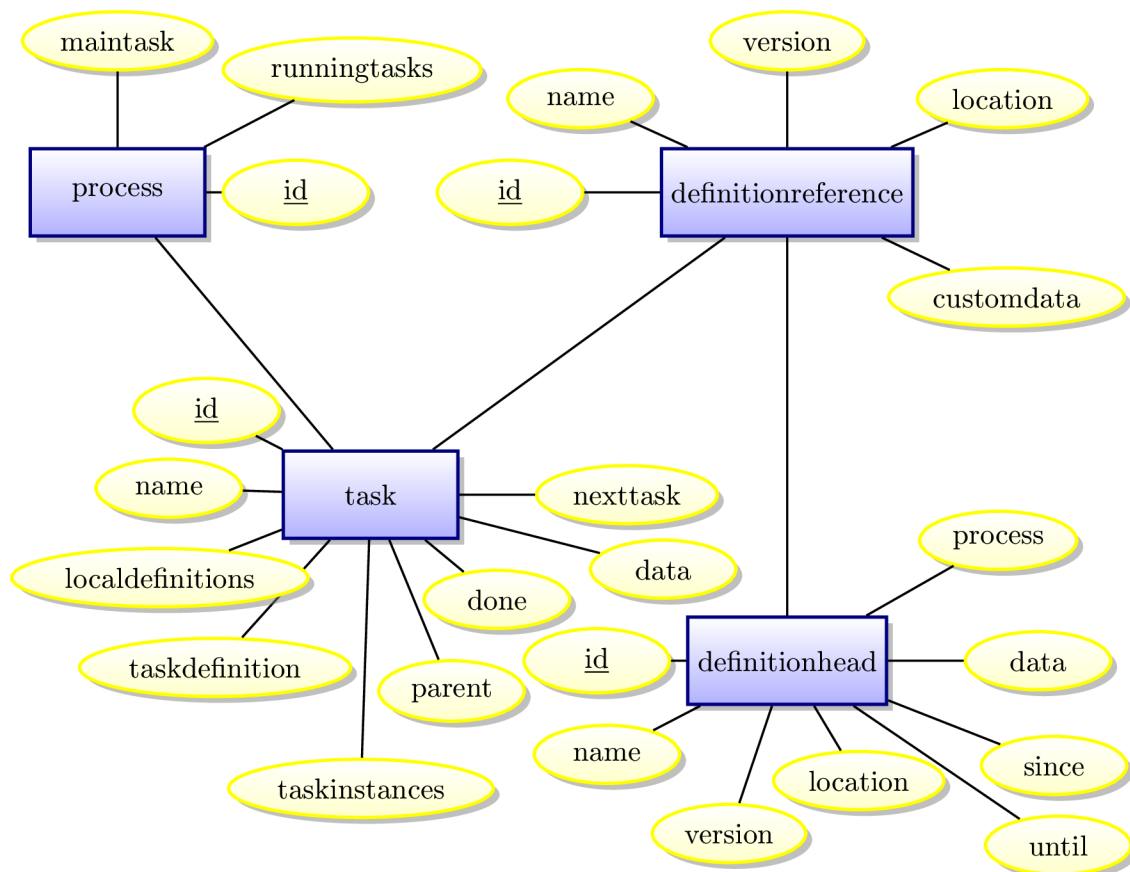 maintask
version
runningtasks
name
location
process
id
id
definitionreference
customdata
id
name
task
nexttask
process
localdefinitions
data
done
taskdefinition
id
definitionhead
data
parent
name
since
taskinstances
location
version
until